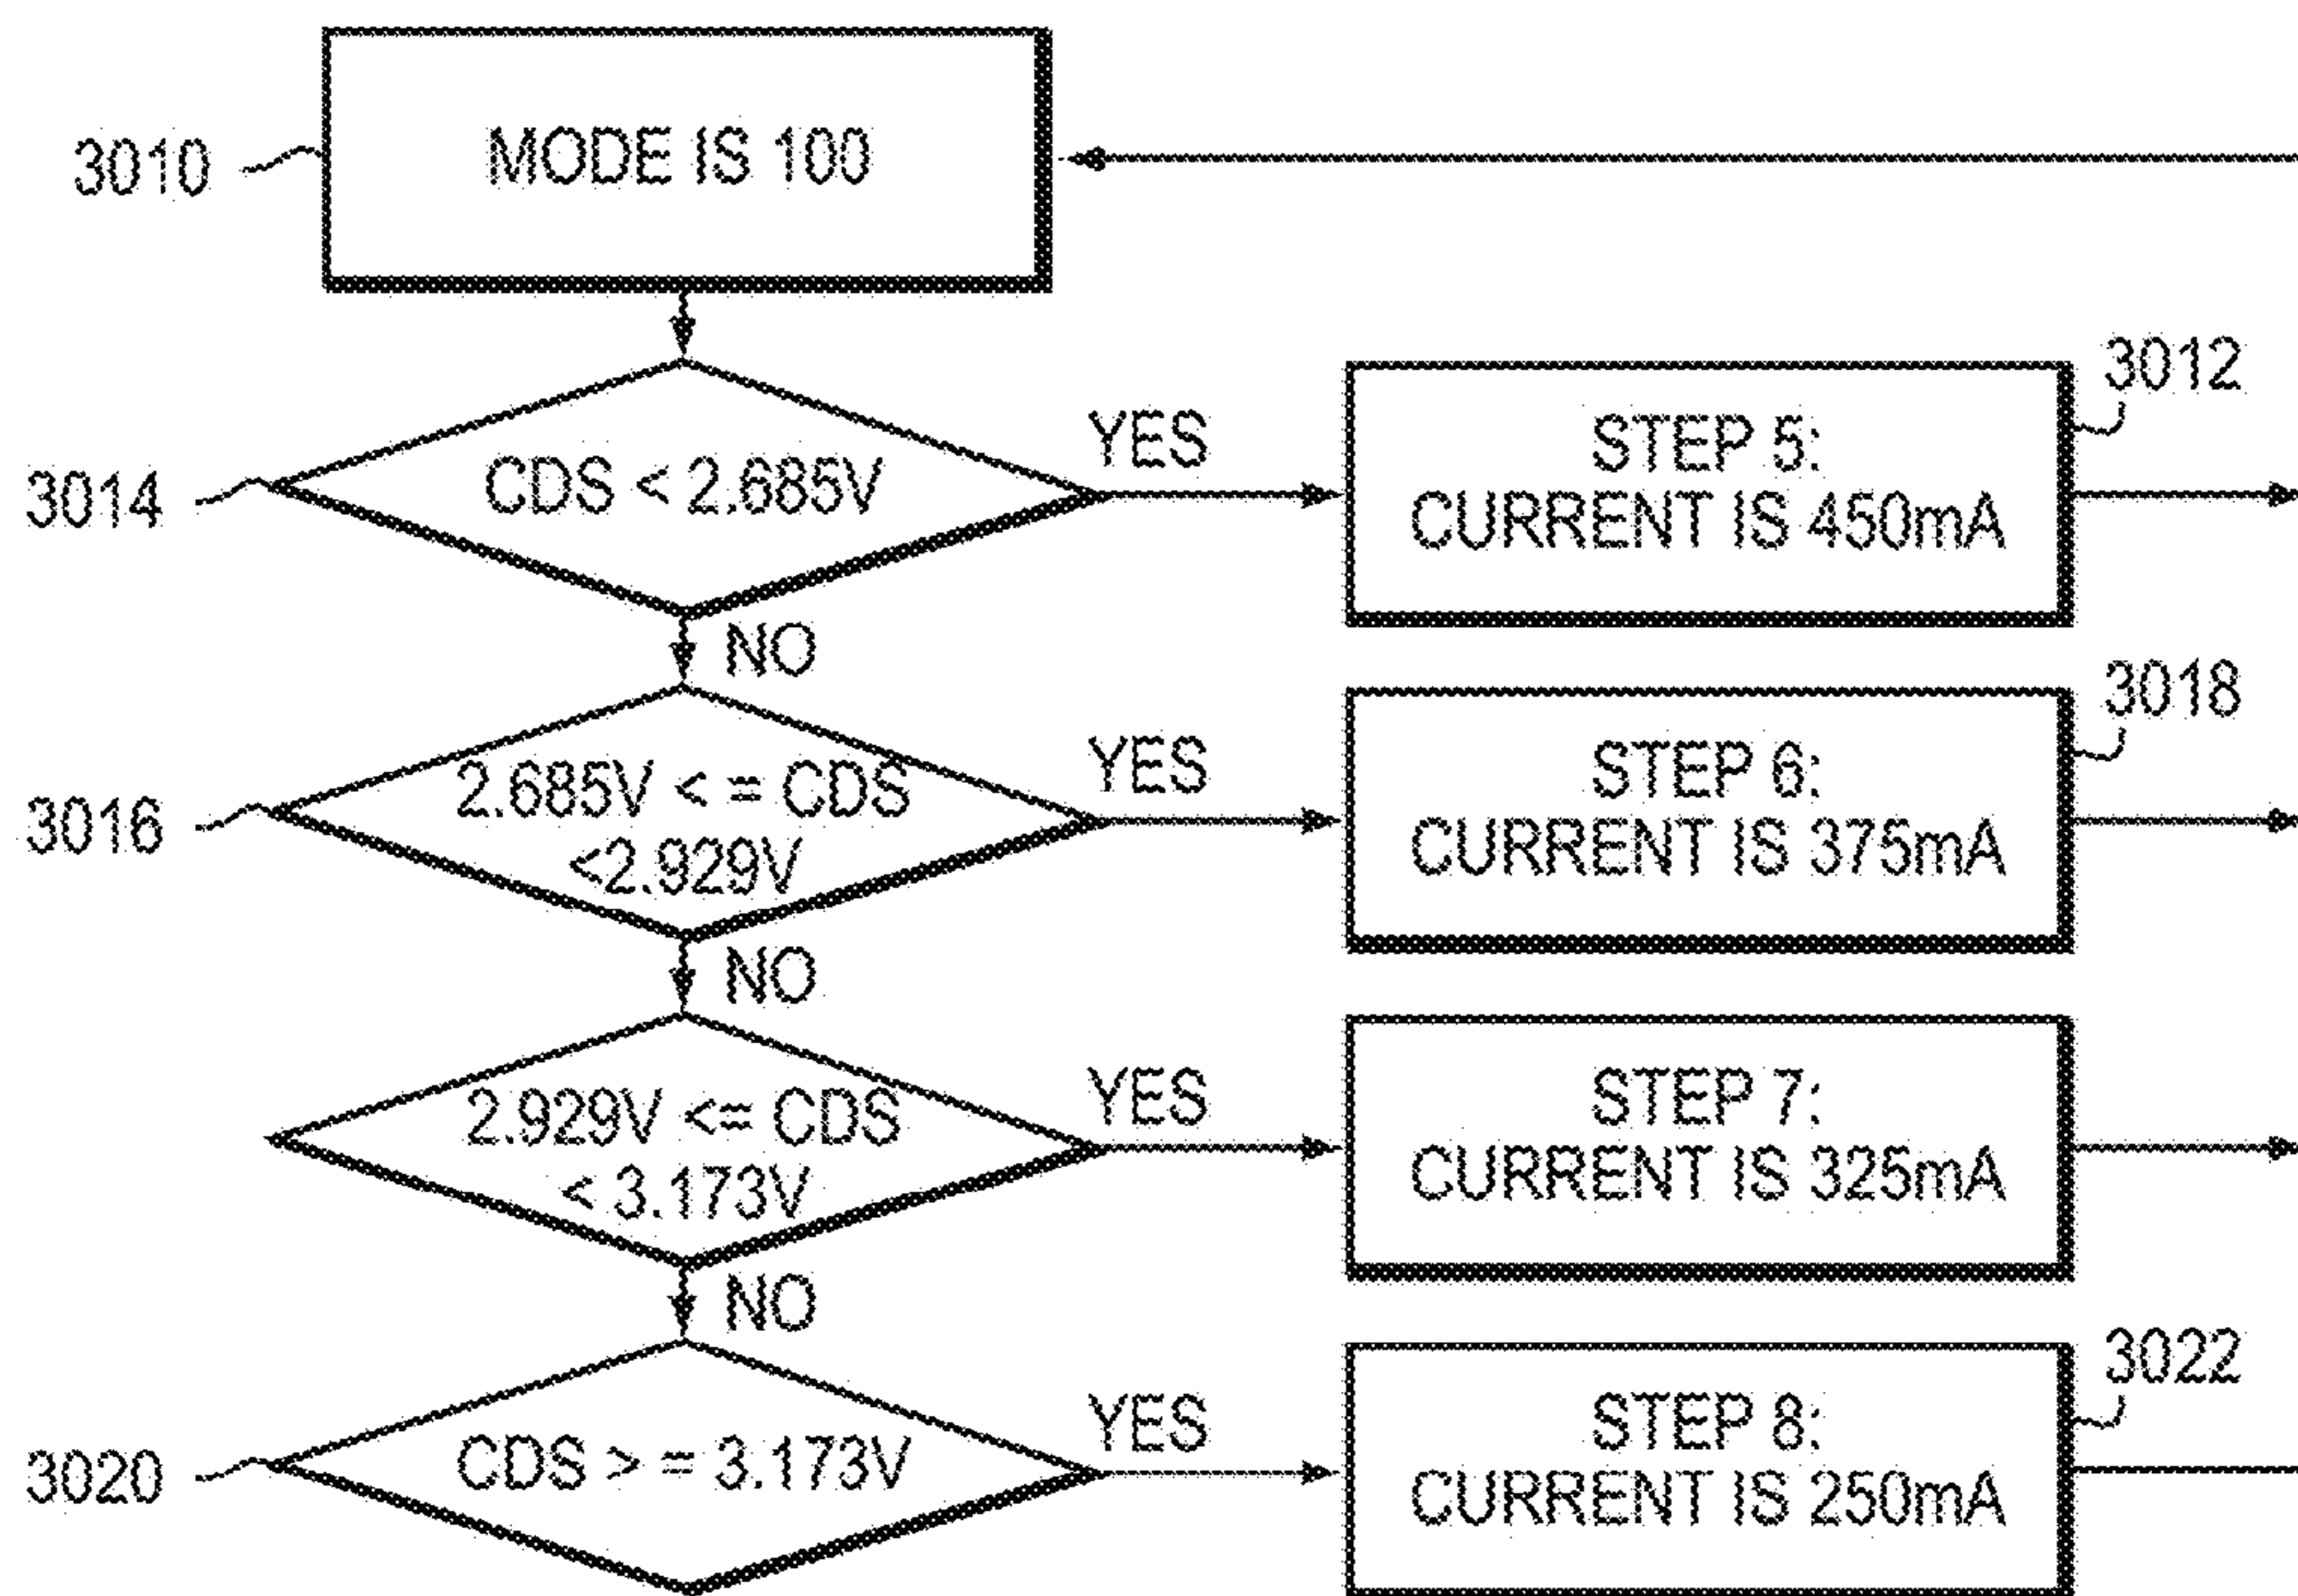 3010
MODE IS 100
3014
CDS < 2.685V
YES
STEP 5:
CURRENT IS 450mA
3012
NO
3016
2.685V < = CDS
<2.929V
YES
STEP 6:
CURRENT IS 375mA
3018
NO
2.929V <= CDS
< 3.173V
YES
STEP 7:
CURRENT IS 325mA
NO
3020
CDS > = 3.173V
YES
STEP 8:
CURRENT IS 250mA
3022